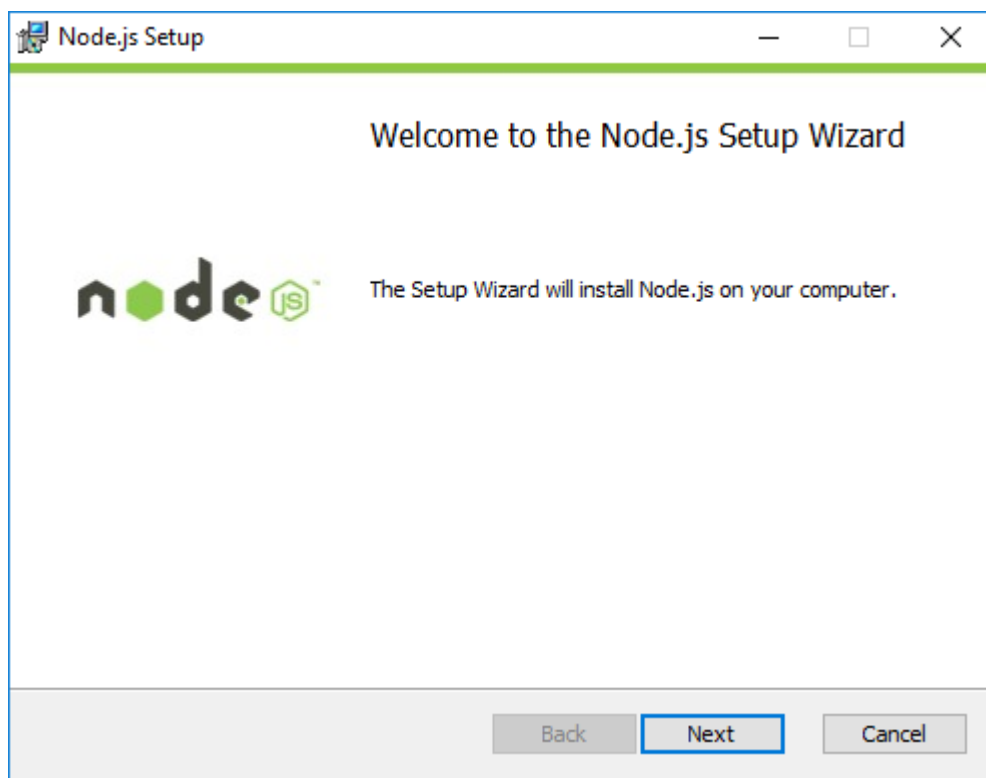 Node.js Setup
Welcome to the Node.js Setup Wizard
node JS™
The Setup Wizard will install Node.js on your computer.
Back
Next
Cancel